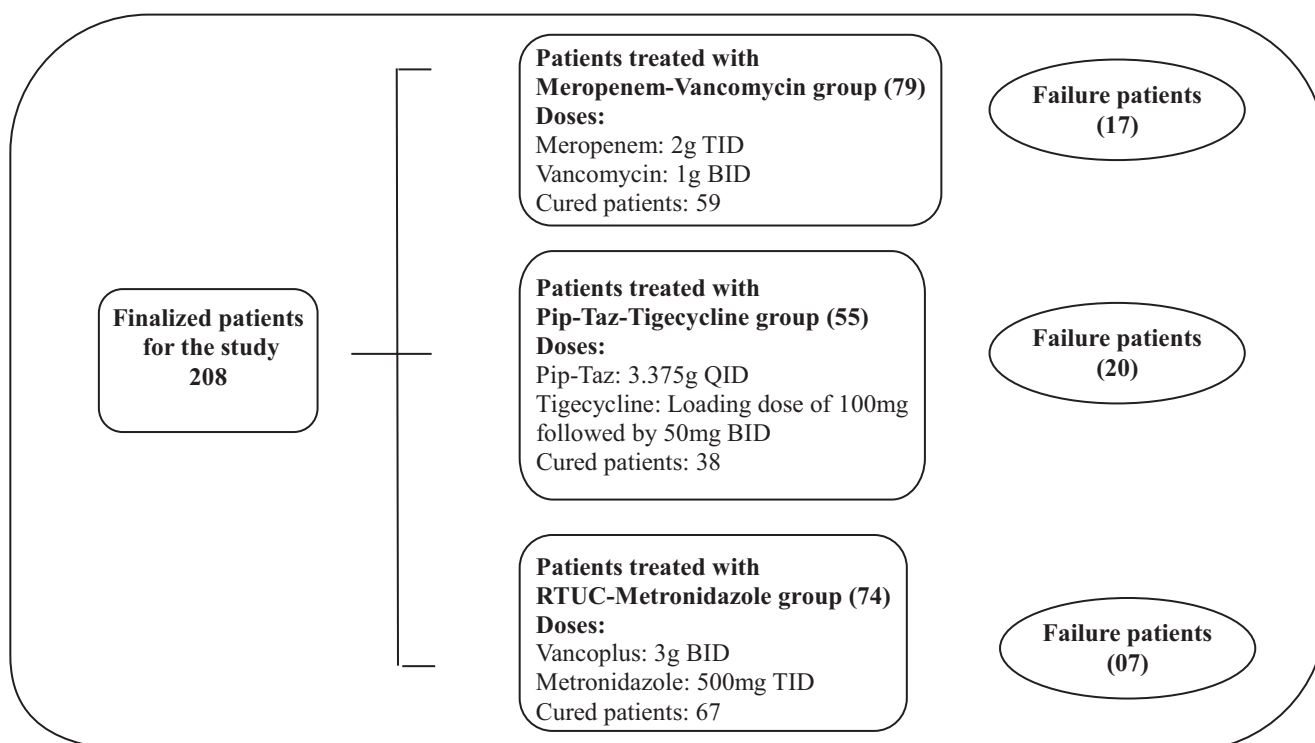 Finalized patients
for the study
208
Patients treated with
Meropenem-Vancomycin group (79)
Doses:
Meropenem: 2g TID
Vancomycin: 1g BID
Cured patients: 59
Failure patients
(17)
Patients treated with
Pip-Taz-Tigecycline group (55)
Doses:
Pip-Taz: 3.375g QID
Tigecycline: Loading dose of 100mg
followed by 50mg BID
Cured patients: 38
Failure patients
(20)
Patients treated with
RTUC-Metronidazole group (74)
Doses:
Vancoplus: 3g BID
Metronidazole: 500mg TID
Cured patients: 67
Failure patients
(07)